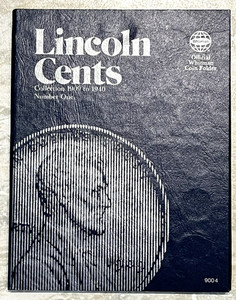 Lincoln
Cents
Collection 1909 to 1940
Number One
Official
Whitman
Coin Folder
9004